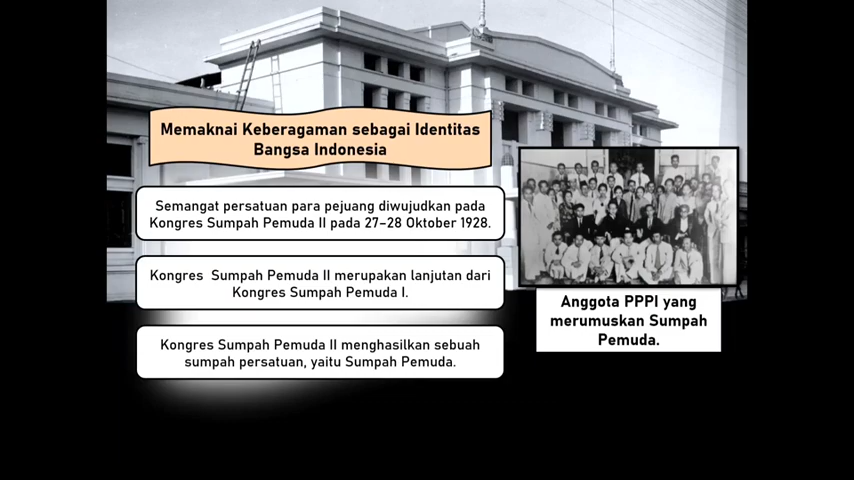 Memaknai Keberagaman sebagai Identitas
Bangsa Indonesia
Semangat persatuan para pejuang diwujudkan pada
Kongres Sumpah Pemuda II pada 27–28 Oktober 1928.
Kongres Sumpah Pemuda II merupakan lanjutan dari
Kongres Sumpah Pemuda I.
Kongres Sumpah Pemuda II menghasilkan sebuah
sumpah persatuan, yaitu Sumpah Pemuda.
Anggota PPPI yang
merumuskan Sumpah
Pemuda.